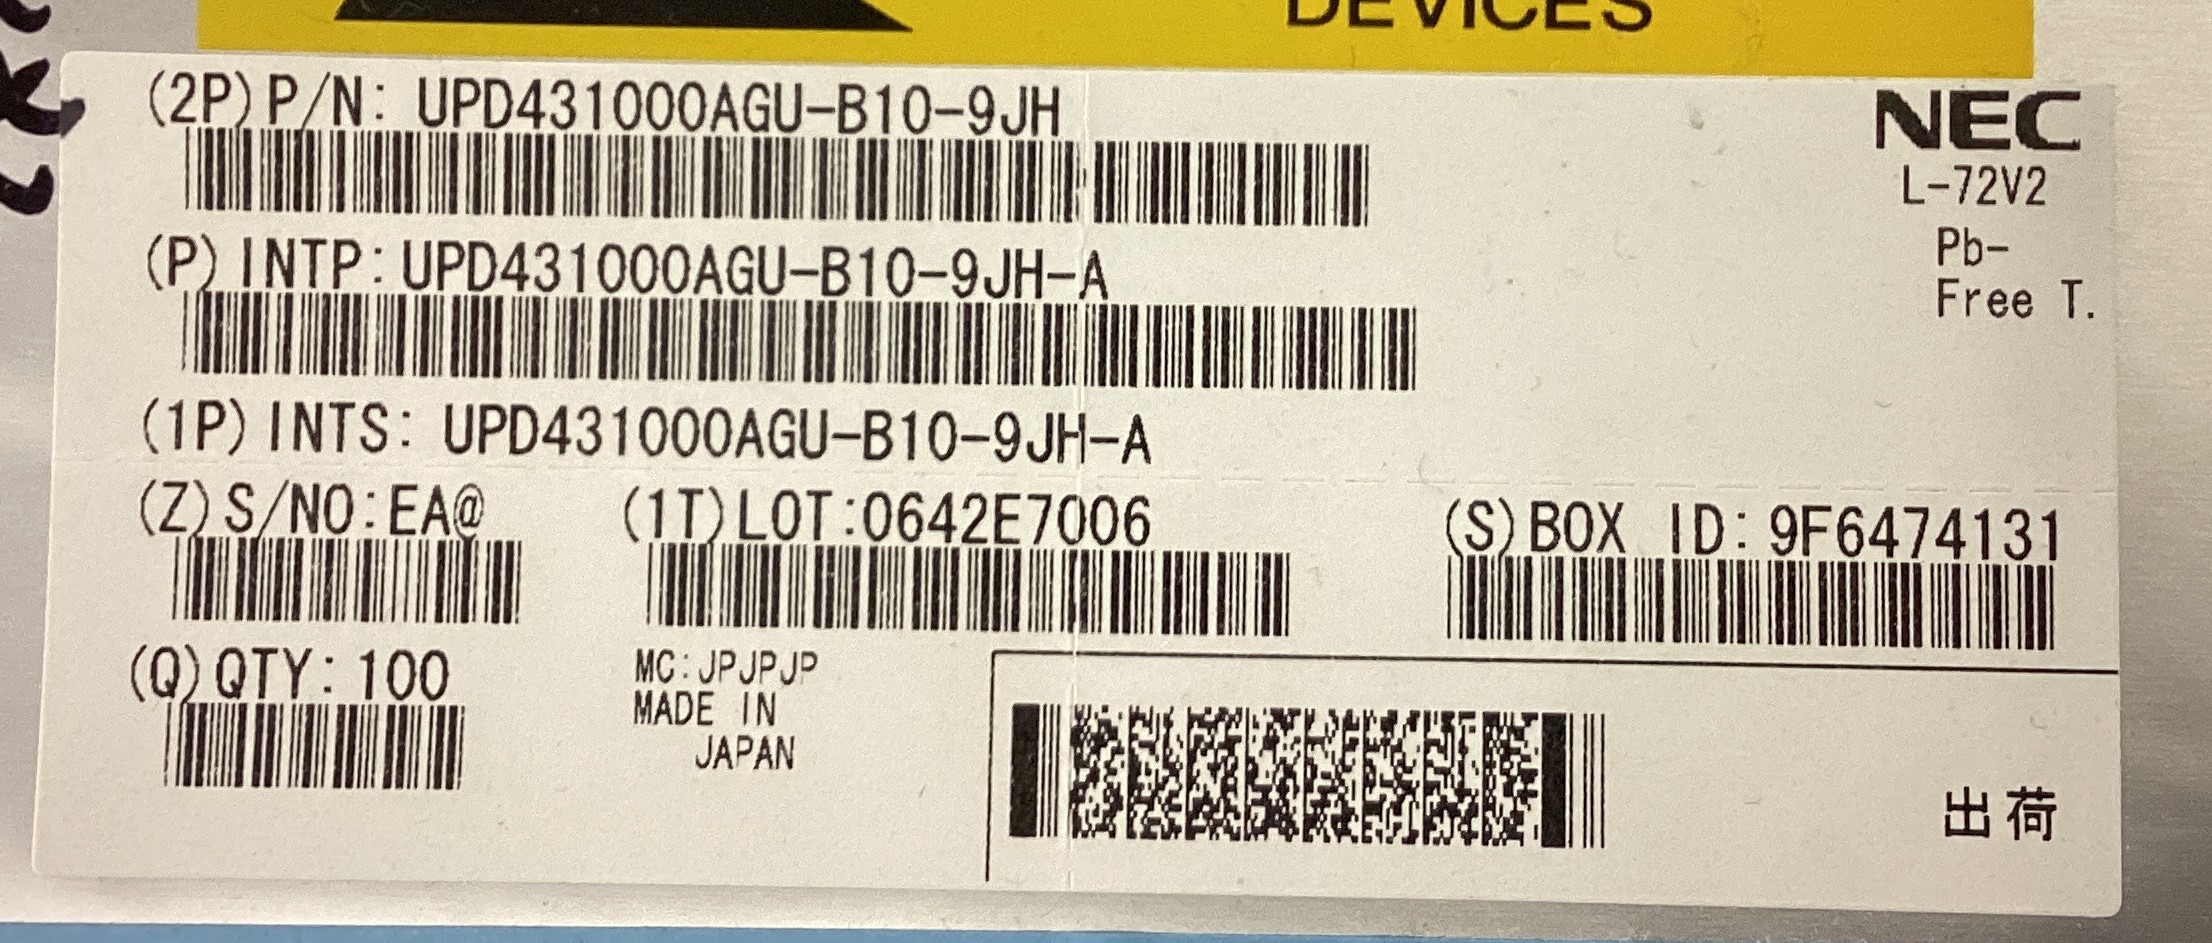 DEVICES
(2P) P/N: UPD431000AGU-B10-9JH
NEC
L-72V2
(P) INTP: UPD431000AGU-B10-9JH-A
Pb-
Free T.
(1P) INTS: UPD431000AGU-B10-9JH-A
(Z) S/NO: EA@ (1T) LOT: 0642E7006 (S) BOX ID: 9F6474131
(Q) QTY: 100
MC: JPJPJP
MADE IN
JAPAN
出荷